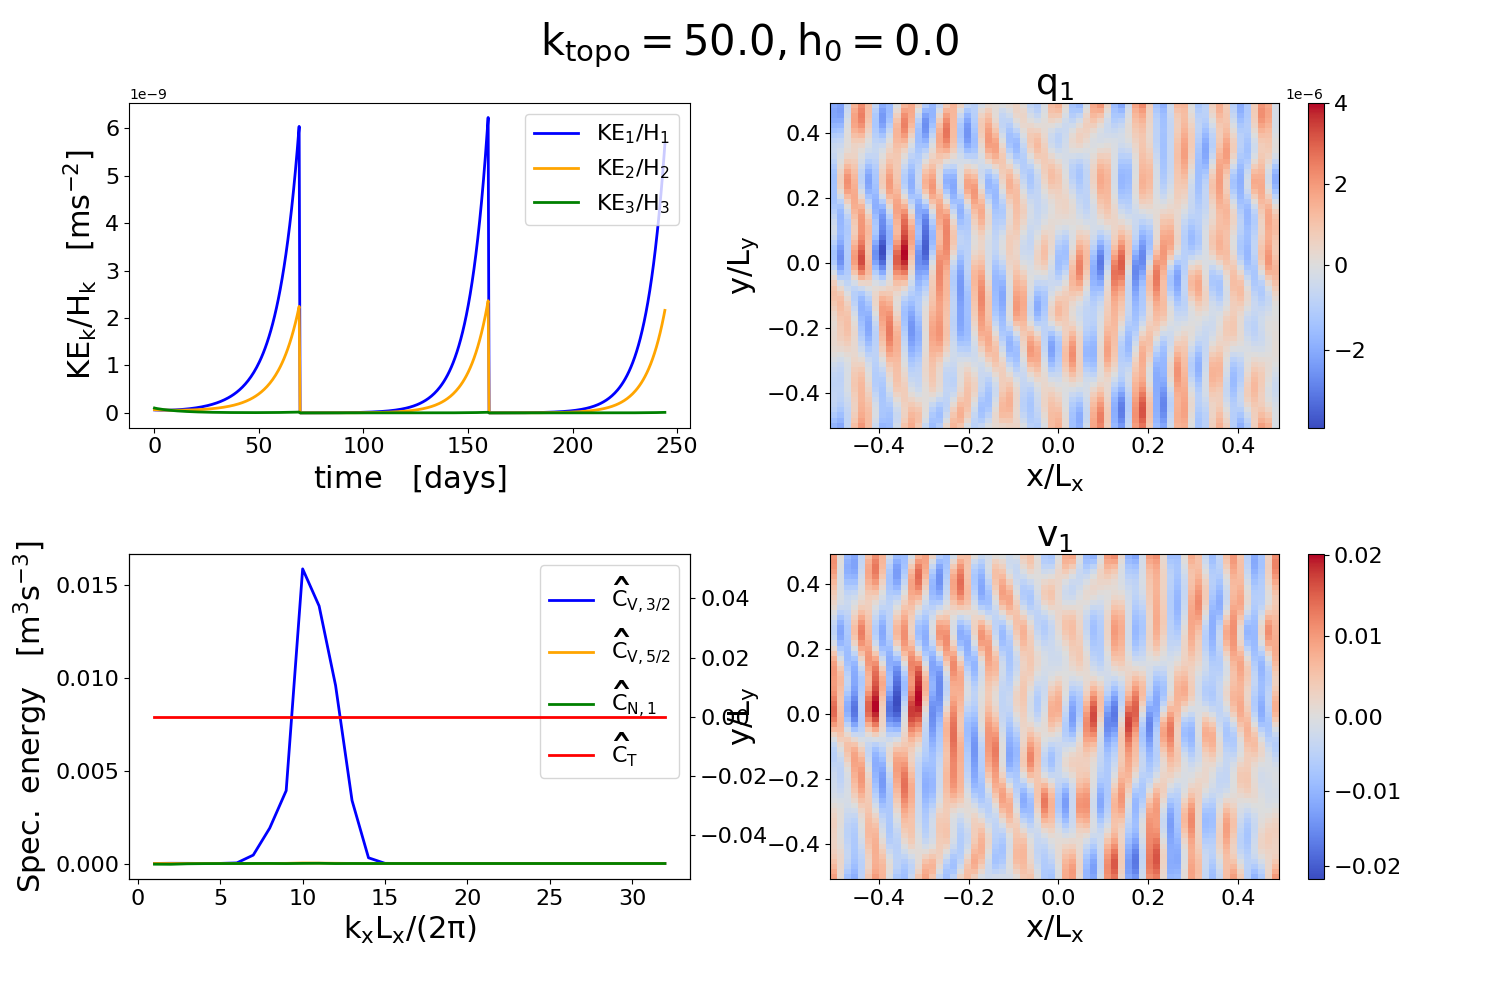 k_topo = 50.0, h_0 = 0.0
1e−9
KE_k/H_k [ms^−2]
6
5
4
3
2
1
0
KE_1/H_1
KE_2/H_2
KE_3/H_3
0 50 100 150 200 250
time [days]
q_1
y/L_y
0.4
0.2
0.0
−0.2
−0.4
−0.4 −0.2 0.0 0.2 0.4
x/L_x
1e−6
4
2
0
−2
Spec. energy [m^3s^−3]
0.015
0.010
0.005
0.000
Ĉ_V,3/2
Ĉ_V,5/2
Ĉ_N,1
Ĉ_T
0.04
0.02
0.00
−0.02
−0.04
0 5 10 15 20 25 30
k_xL_x/(2π)
v_1
y/L_y
0.4
0.2
0.0
−0.2
−0.4
−0.4 −0.2 0.0 0.2 0.4
x/L_x
0.02
0.01
0.00
−0.01
−0.02